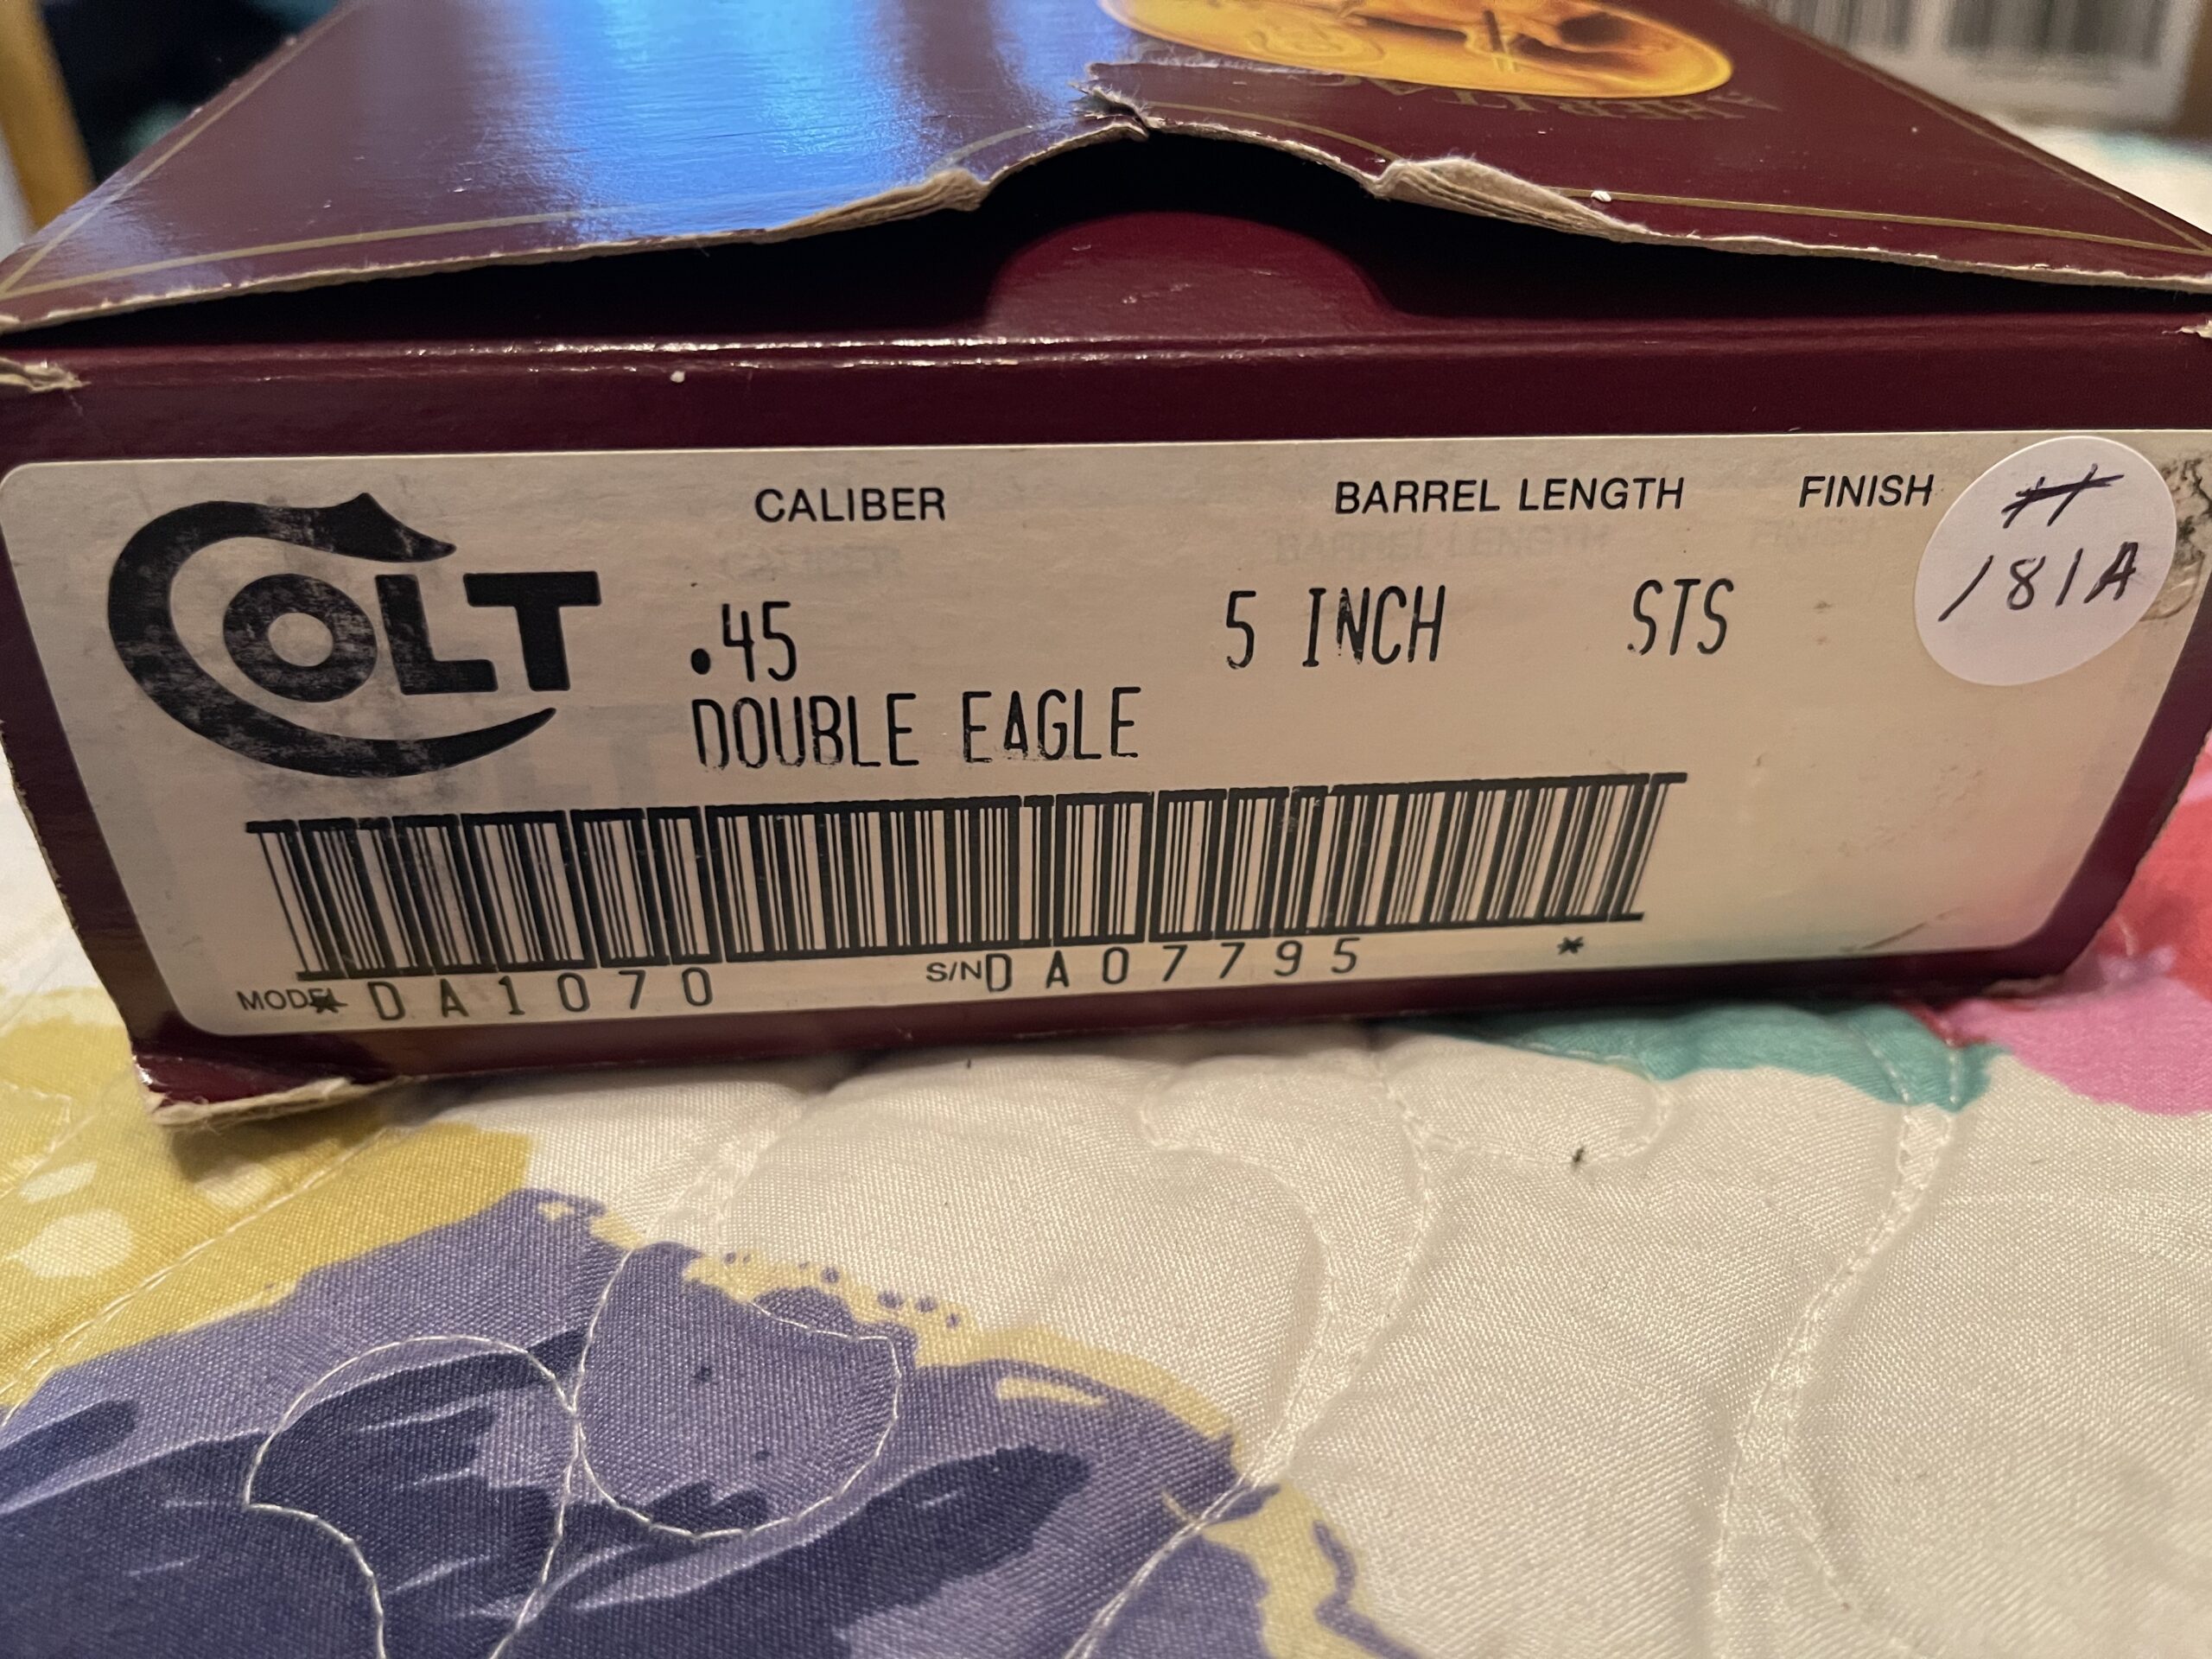 COLT
CALIBER BARREL LENGTH FINISH
#
181A
.45 5 INCH STS
DOUBLE EAGLE
MODEL * DA1070 S/N DA07795 *